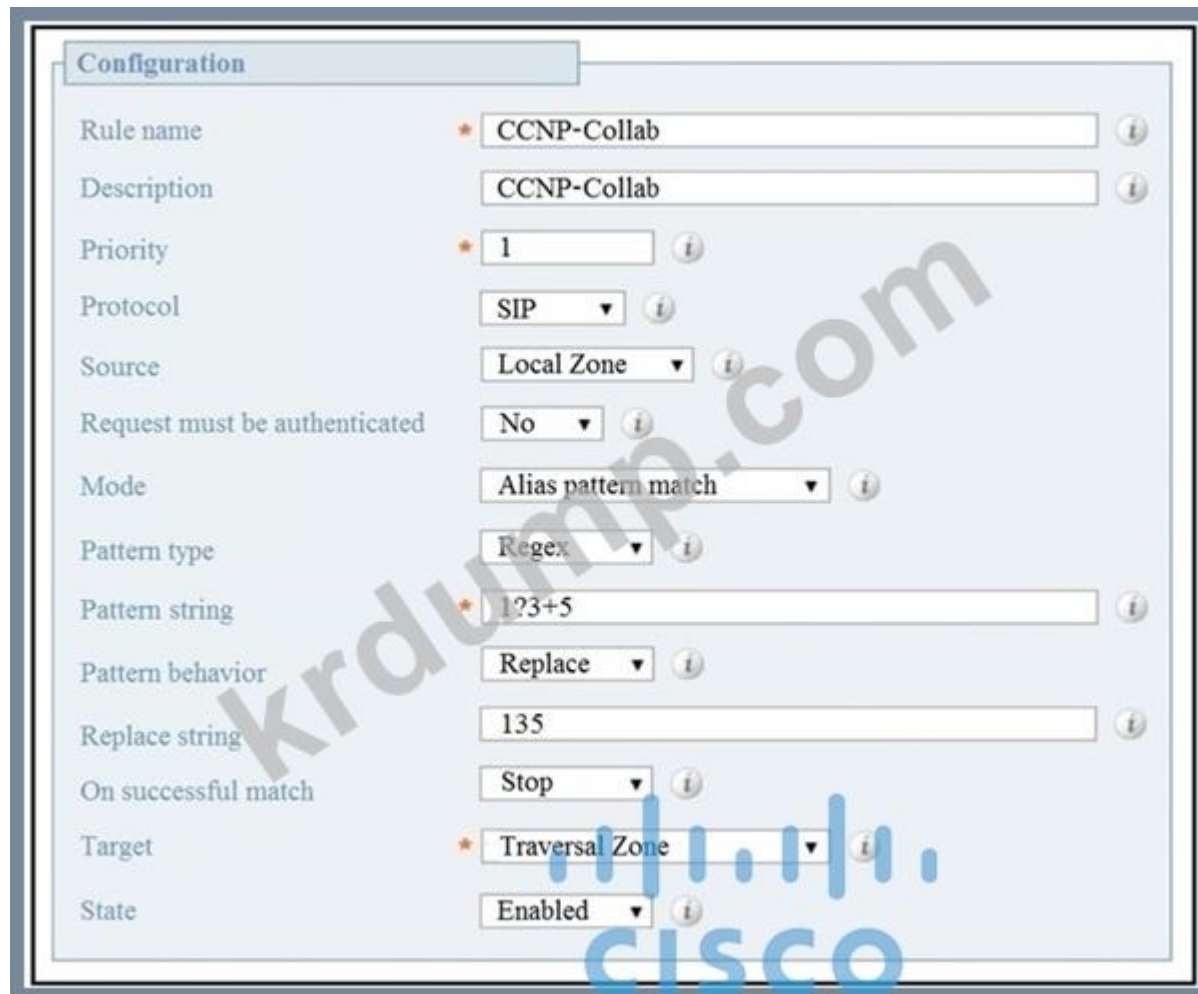 Configuration
Rule name * CCNP-Collab i
Description CCNP-Collab i
Priority * 1 i
Protocol SIP ▼ i
Source Local Zone ▼ i
Request must be authenticated No ▼ i
Mode Alias pattern match ▼ i
Pattern type Regex ▼ i
Pattern string * 1?3+5 i
Pattern behavior Replace ▼ i
Replace string 135 i
On successful match Stop ▼ i
Target * Traversal Zone ▼ i
State Enabled ▼ i
krdump.com
CISCO